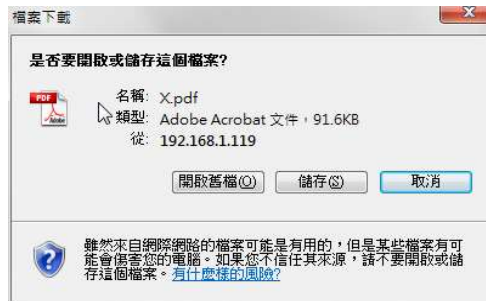 檔案下載
是否要開啟或儲存這個檔案?
名稱: X.pdf
類型: Adobe Acrobat 文件，91.6KB
從: 192.168.1.119
開啟舊檔(O) 儲存(S) 取消
雖然來自網際網路的檔案可能是有用的，但是某些檔案有可
能會傷害您的電腦。如果您不信任其來源，請不要開啟或儲
存這個檔案。有什麼樣的風險?